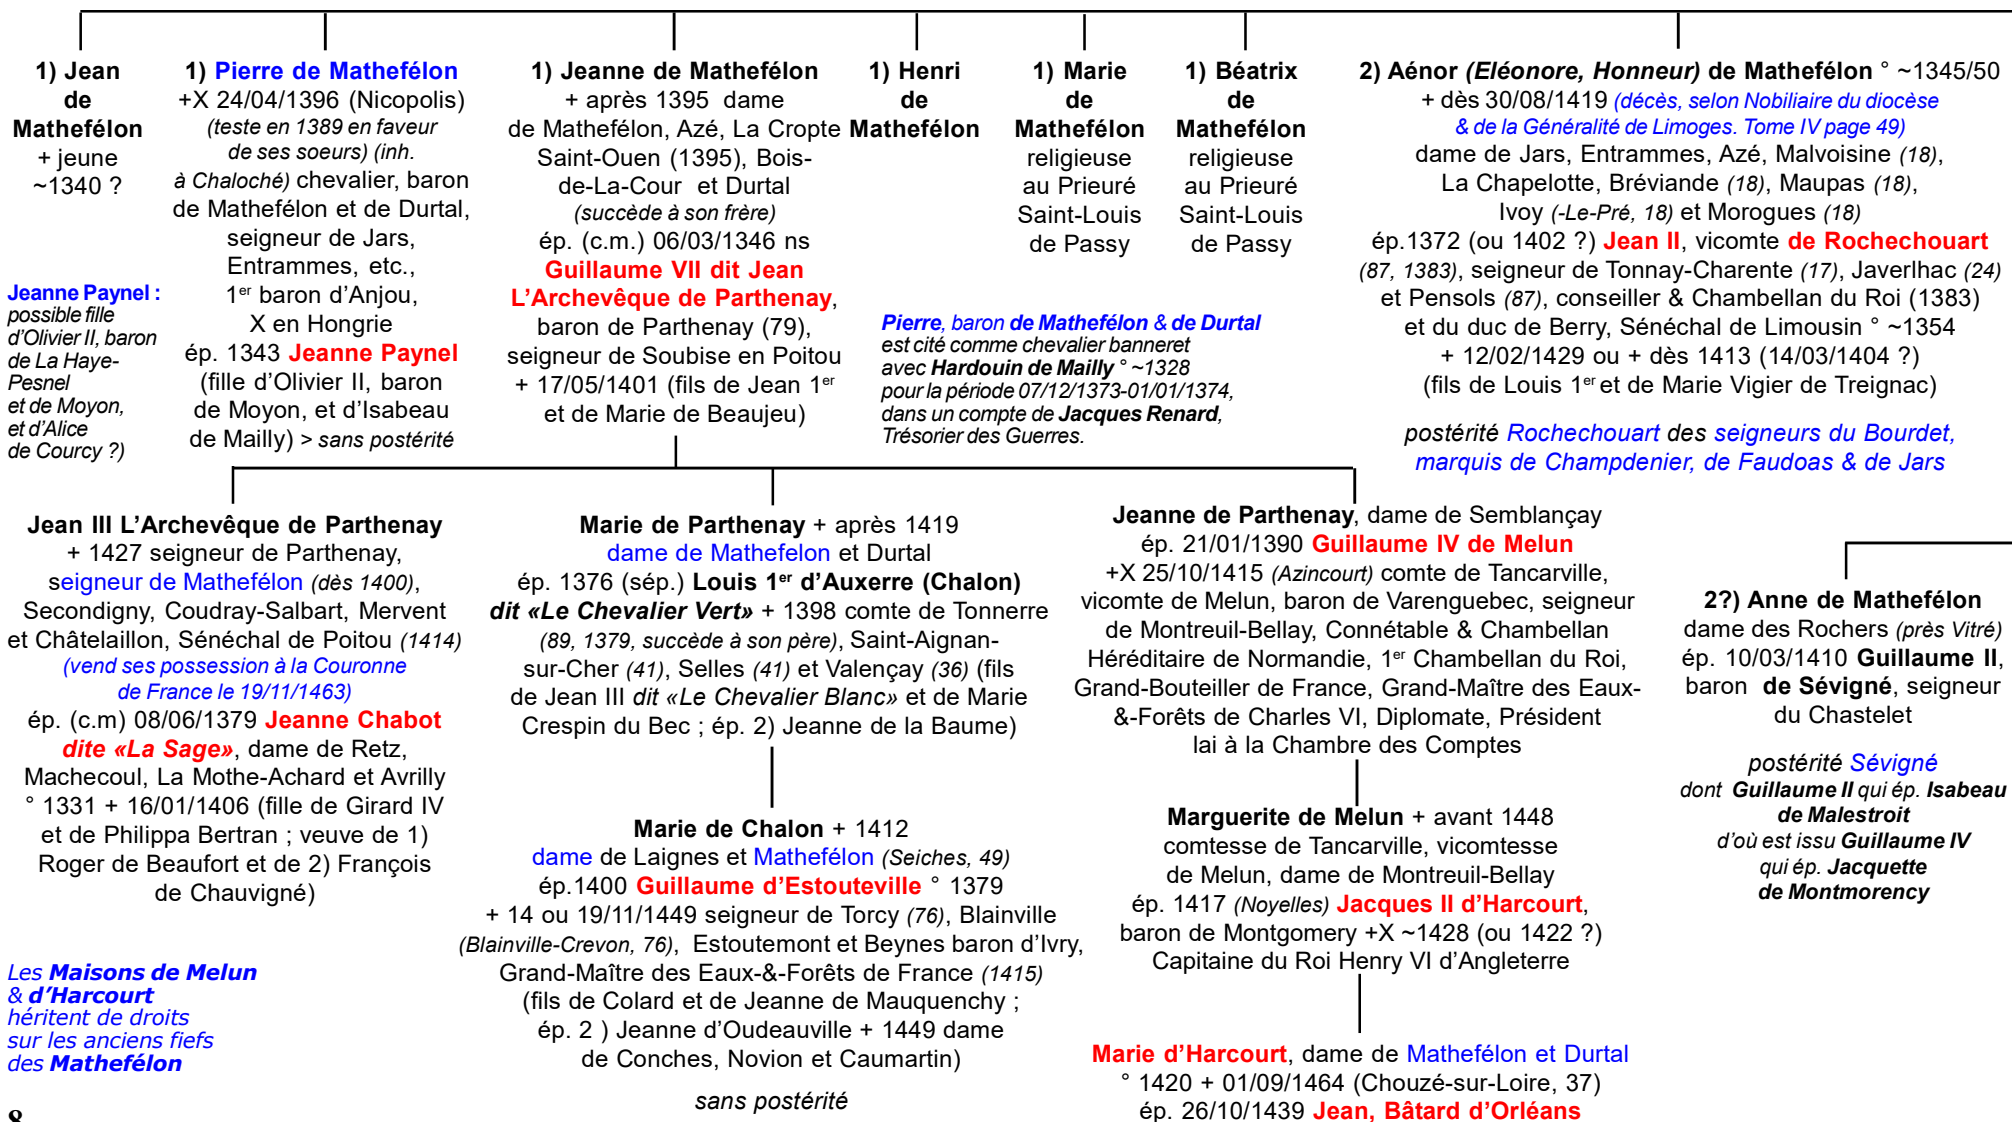 1) Jean
de
Mathefélon
+ jeune
~1340 ?
1) Pierre de Mathefélon
+X 24/04/1396 (Nicopolis)
(teste en 1389 en faveur
de ses soeurs) (inh.
à Chaloché) chevalier, baron
de Mathefélon et de Durtal,
seigneur de Jars,
Entrammes, etc.,
1er baron d'Anjou,
X en Hongrie
ép. 1343 Jeanne Paynel
(fille d'Olivier II, baron
de Moyon, et d'Isabeau
de Mailly) > sans postérité
1) Jeanne de Mathefélon
+ après 1395 dame
de Mathefélon, Azé, La Cropte
Saint-Ouen (1395), Bois-
de-La-Cour et Durtal
(succède à son frère)
ép. (c.m.) 06/03/1346 ns
Guillaume VII dit Jean
L'Archevêque de Parthenay,
baron de Parthenay (79),
seigneur de Soubise en Poitou
+ 17/05/1401 (fils de Jean 1er
et de Marie de Beaujeu)
1) Henri
de
Mathefélon
1) Marie
de
Mathefélon
religieuse
au Prieuré
Saint-Louis
de Passy
1) Béatrix
de
Mathefélon
religieuse
au Prieuré
Saint-Louis
de Passy
2) Aénor (Eléonore, Honneur) de Mathefélon ° ~1345/50
+ dès 30/08/1419 (décès, selon Nobiliaire du diocèse
& de la Généralité de Limoges. Tome IV page 49)
dame de Jars, Entrammes, Azé, Malvoisine (18),
La Chapelotte, Bréviande (18), Maupas (18),
Ivoy (-Le-Pré, 18) et Morogues (18)
ép.1372 (ou 1402 ?) Jean II, vicomte de Rochechouart
(87, 1383), seigneur de Tonnay-Charente (17), Javerlhac (24)
et Pensols (87), conseiller & Chambellan du Roi (1383)
et du duc de Berry, Sénéchal de Limousin ° ~1354
+ 12/02/1429 ou + dès 1413 (14/03/1404 ?)
(fils de Louis 1er et de Marie Vigier de Treignac)
postérité Rochechouart des seigneurs du Bourdet,
marquis de Champdenier, de Faudoas & de Jars
Jeanne Paynel :
possible fille
d'Olivier II, baron
de La Haye-
Pesnel
et de Moyon,
et d'Alice
de Courcy ?)
Pierre, baron de Mathefélon & de Durtal
est cité comme chevalier banneret
avec Hardouin de Mailly ° ~1328
pour la période 07/12/1373-01/01/1374,
dans un compte de Jacques Renard,
Trésorier des Guerres.
Jean III L'Archevêque de Parthenay
+ 1427 seigneur de Parthenay,
seigneur de Mathefélon (dès 1400),
Secondigny, Coudray-Salbart, Mervent
et Châtelaillon, Sénéchal de Poitou (1414)
(vend ses possession à la Couronne
de France le 19/11/1463)
ép. (c.m) 08/06/1379 Jeanne Chabot
dite «La Sage», dame de Retz,
Machecoul, La Mothe-Achard et Avrilly
° 1331 + 16/01/1406 (fille de Girard IV
et de Philippa Bertran ; veuve de 1)
Roger de Beaufort et de 2) François
de Chauvigné)
Marie de Parthenay + après 1419
dame de Mathefelon et Durtal
ép. 1376 (sép.) Louis 1er d'Auxerre (Chalon)
dit «Le Chevalier Vert» + 1398 comte de Tonnerre
(89, 1379, succède à son père), Saint-Aignan-
sur-Cher (41), Selles (41) et Valençay (36) (fils
de Jean III dit «Le Chevalier Blanc» et de Marie
Crespin du Bec ; ép. 2) Jeanne de la Baume)
Jeanne de Parthenay, dame de Semblançay
ép. 21/01/1390 Guillaume IV de Melun
+X 25/10/1415 (Azincourt) comte de Tancarville,
vicomte de Melun, baron de Varenguebec, seigneur
de Montreuil-Bellay, Connétable & Chambellan
Héréditaire de Normandie, 1er Chambellan du Roi,
Grand-Bouteiller de France, Grand-Maître des Eaux-
&-Forêts de Charles VI, Diplomate, Président
lai à la Chambre des Comptes
2?) Anne de Mathefélon
dame des Rochers (près Vitré)
ép. 10/03/1410 Guillaume II,
baron de Sévigné, seigneur
du Chastelet
postérité Sévigné
dont Guillaume II qui ép. Isabeau
de Malestroit
d'où est issu Guillaume IV
qui ép. Jacquette
de Montmorency
Marie de Chalon + 1412
dame de Laignes et Mathefélon (Seiches, 49)
ép.1400 Guillaume d'Estouteville ° 1379
+ 14 ou 19/11/1449 seigneur de Torcy (76), Blainville
(Blainville-Crevon, 76), Estoutemont et Beynes baron d'Ivry,
Grand-Maître des Eaux-&-Forêts de France (1415)
(fils de Colard et de Jeanne de Mauquenchy ;
ép. 2 ) Jeanne d'Oudeauville + 1449 dame
de Conches, Novion et Caumartin)
sans postérité
Marguerite de Melun + avant 1448
comtesse de Tancarville, vicomtesse
de Melun, dame de Montreuil-Bellay
ép. 1417 (Noyelles) Jacques II d'Harcourt,
baron de Montgomery +X ~1428 (ou 1422 ?)
Capitaine du Roi Henry VI d'Angleterre
Marie d'Harcourt, dame de Mathefélon et Durtal
° 1420 + 01/09/1464 (Chouzé-sur-Loire, 37)
ép. 26/10/1439 Jean, Bâtard d'Orléans
Les Maisons de Melun
& d'Harcourt
héritent de droits
sur les anciens fiefs
des Mathefélon
8